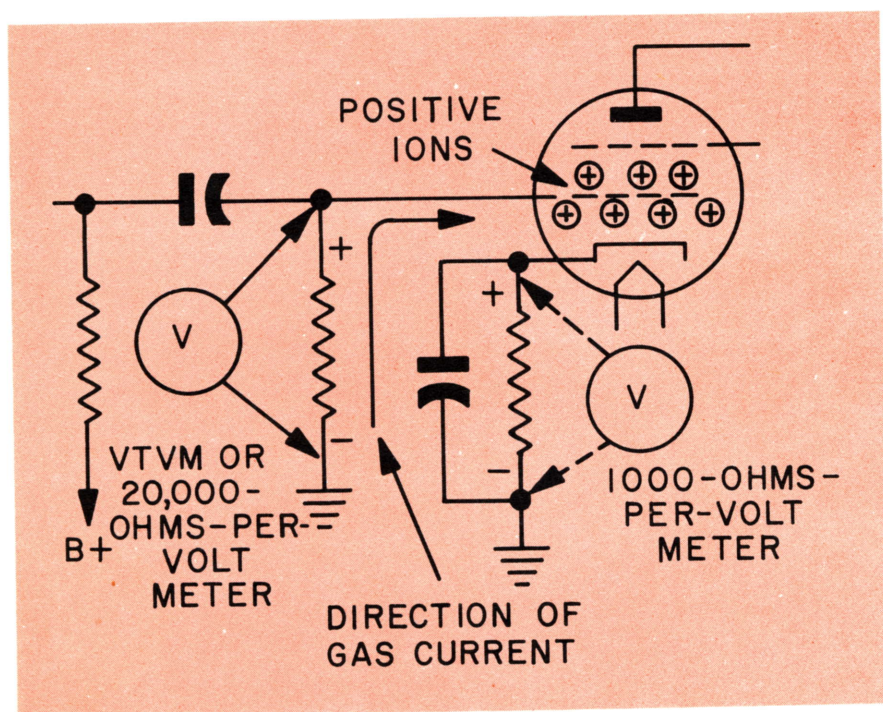 POSITIVE
IONS
+
-
V
VTVM OR
20,000-
OHMS-PER-
VOLT
METER
B+
+
-
V
1000-OHMS-
PER-VOLT
METER
DIRECTION OF
GAS CURRENT
+ + +
+ + + +